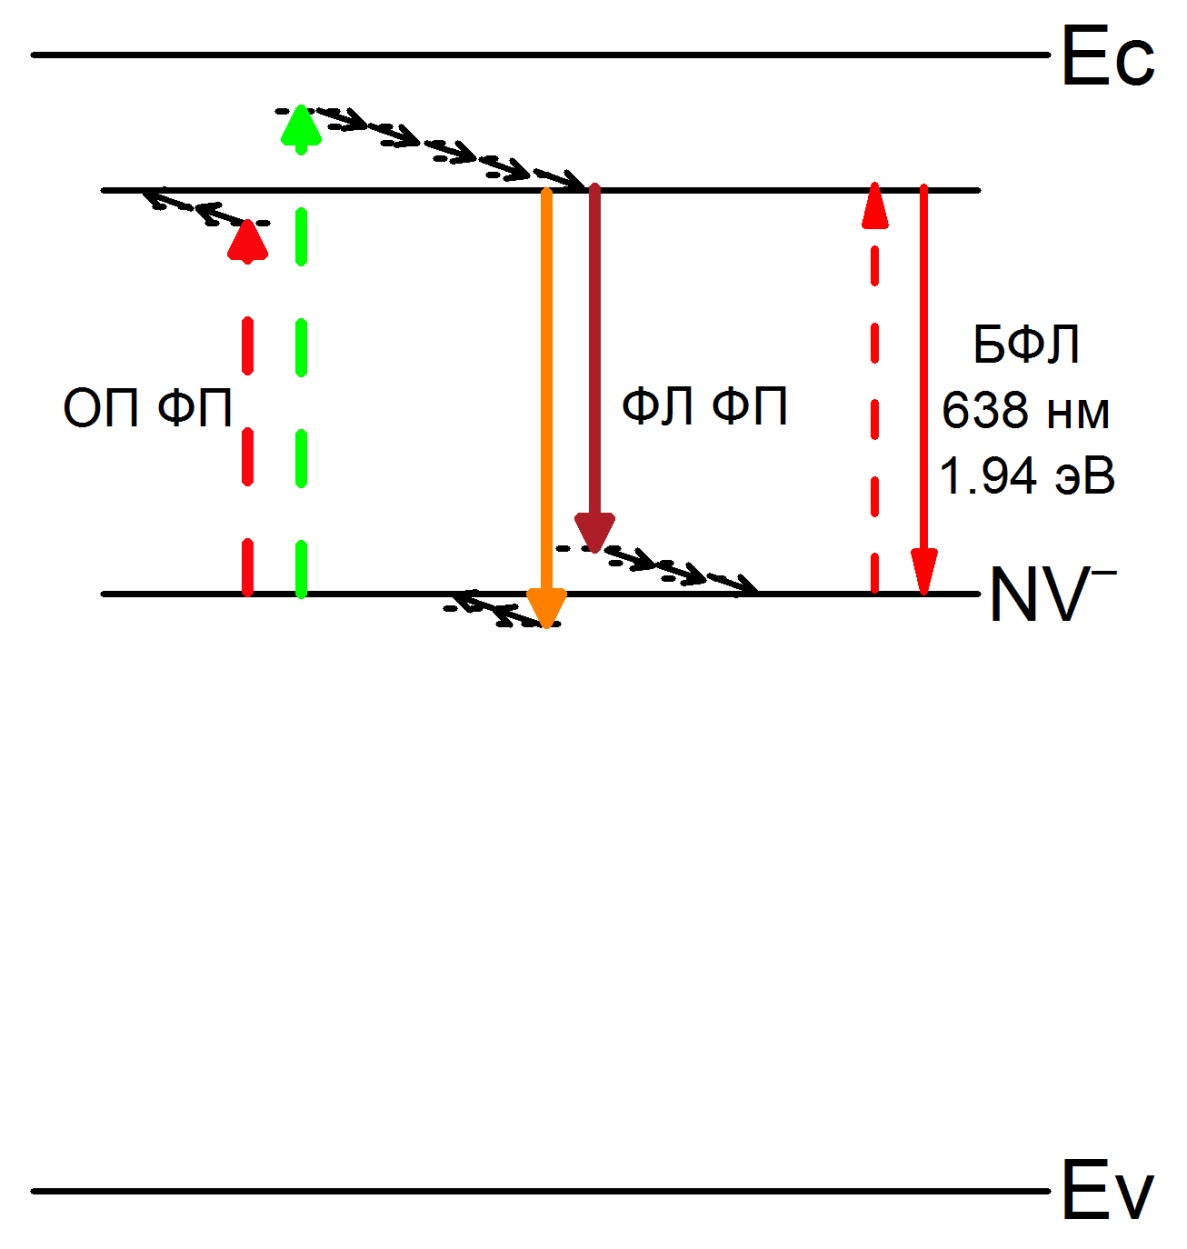 Ec
ОП ФП
ФЛ ФП
БФЛ
638 нм
1.94 эВ
NV⁻
Ev